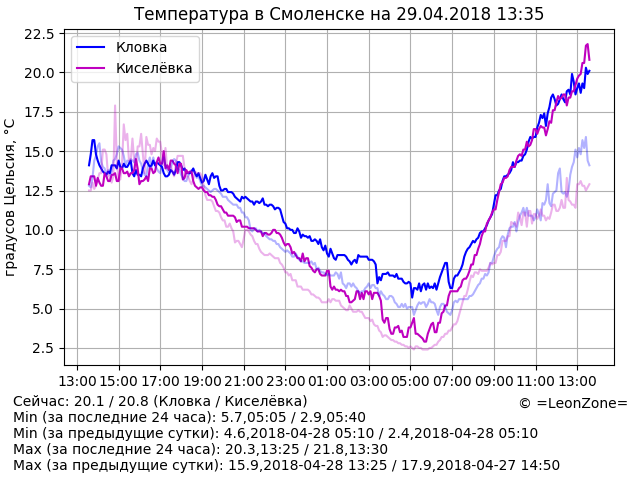 Температура в Смоленске на 29.04.2018 13:35
22.5
20.0
17.5
15.0
12.5
10.0
7.5
5.0
2.5
градусов Цельсия, °C
Кловка
Киселёвка
13:00 15:00 17:00 19:00 21:00 23:00 01:00 03:00 05:00 07:00 09:00 11:00 13:00
Сейчас: 20.1 / 20.8 (Кловка / Киселёвка)
© =LeonZone=
Min (за последние 24 часа): 5.7,05:05 / 2.9,05:40
Min (за предыдущие сутки): 4.6,2018-04-28 05:10 / 2.4,2018-04-28 05:10
Max (за последние 24 часа): 20.3,13:25 / 21.8,13:30
Max (за предыдущие сутки): 15.9,2018-04-28 13:25 / 17.9,2018-04-27 14:50